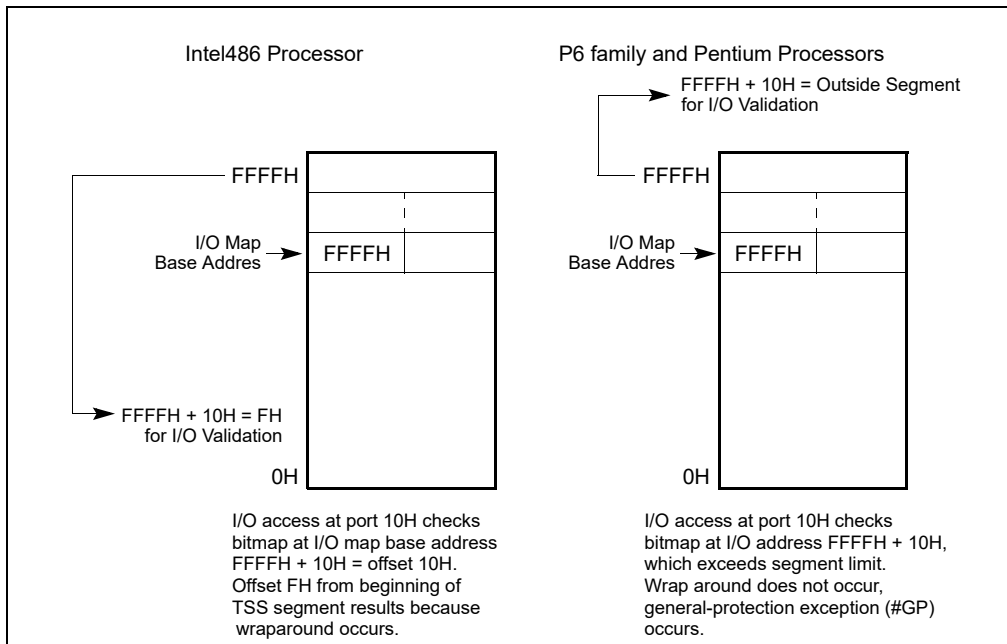 Intel486 Processor
FFFFH
I/O Map
Base Addres
FFFFH
FFFFH + 10H = FH
for I/O Validation
0H
I/O access at port 10H checks
bitmap at I/O map base address
FFFFH + 10H = offset 10H.
Offset FH from beginning of
TSS segment results because
wraparound occurs.
P6 family and Pentium Processors
FFFFH + 10H = Outside Segment
for I/O Validation
FFFFH
I/O Map
Base Addres
FFFFH
0H
I/O access at port 10H checks
bitmap at I/O address FFFFH + 10H,
which exceeds segment limit.
Wrap around does not occur,
general-protection exception (#GP)
occurs.